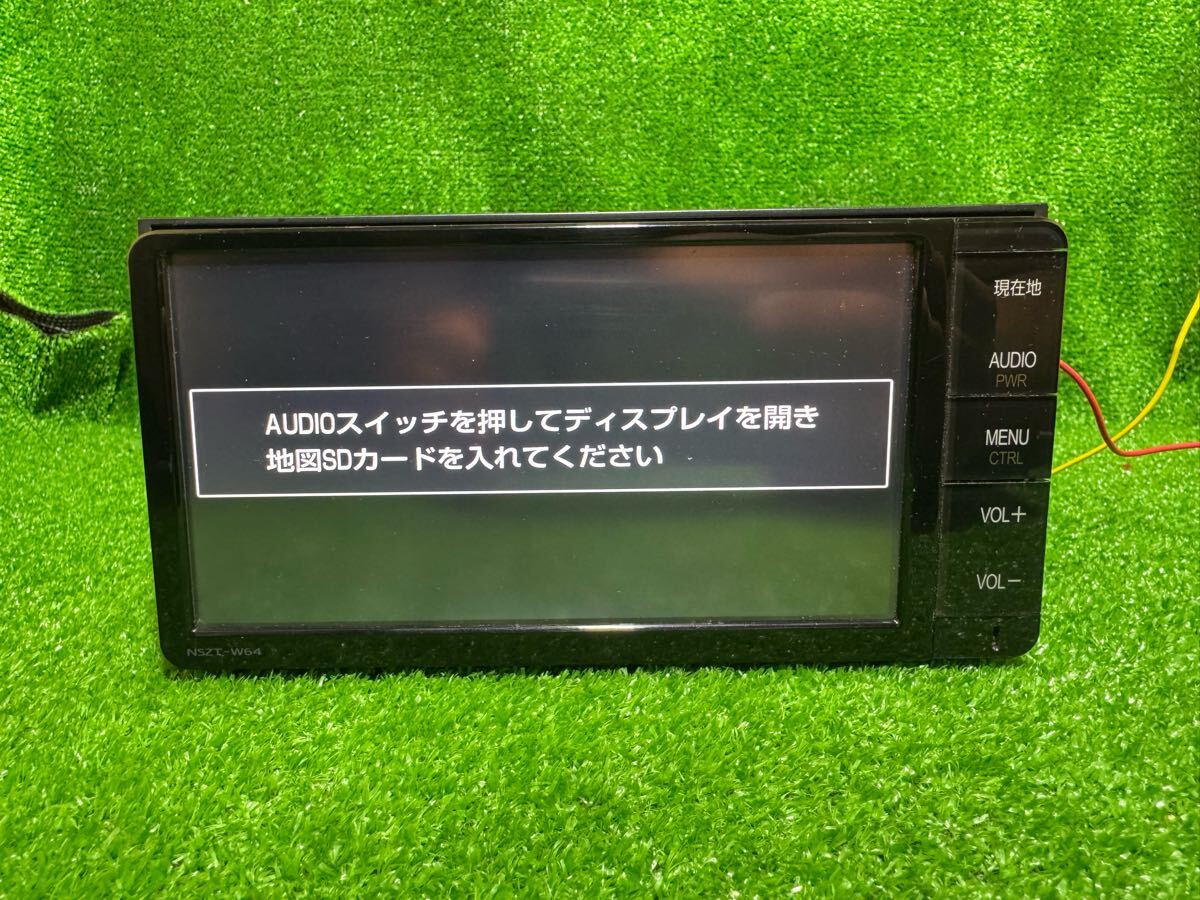 AUDIOスイッチを押してディスプレイを開き
地図SDカードを入れてください
現在地
AUDIO
PWR
MENU
CTRL
VOL+
VOL−
NSZT-W64